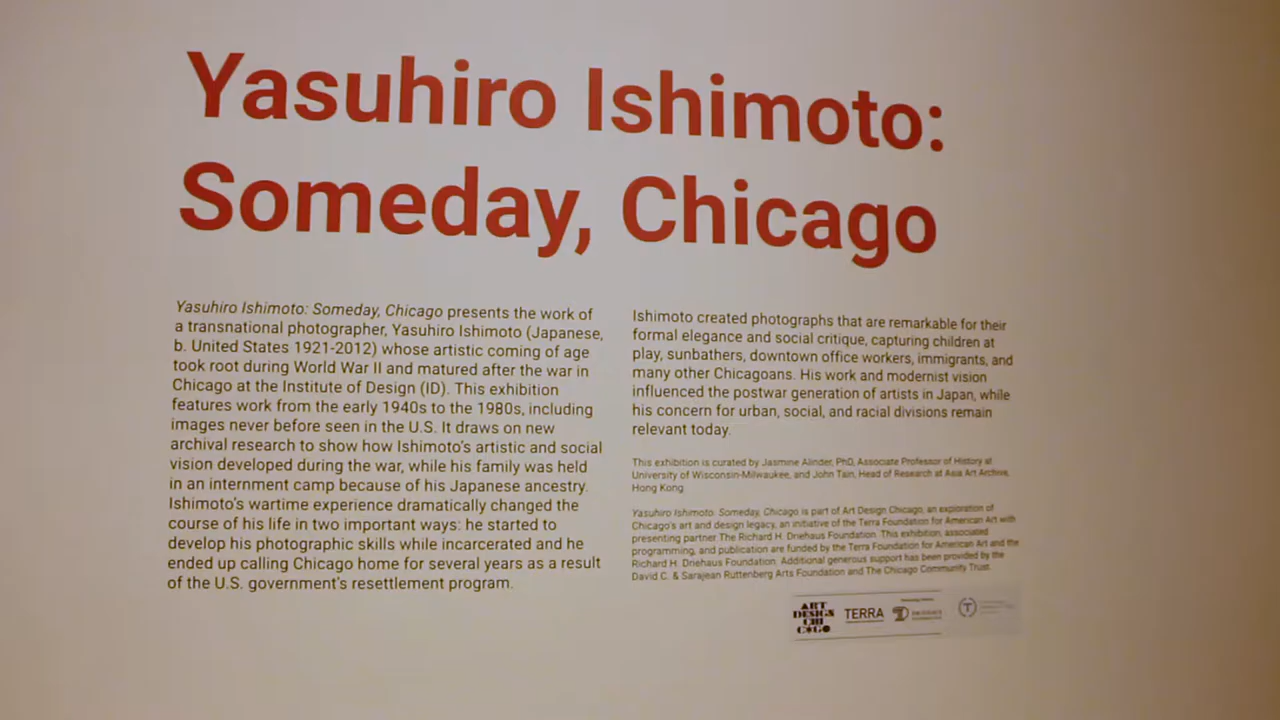 Yasuhiro Ishimoto:
Someday, Chicago
Yasuhiro Ishimoto: Someday, Chicago presents the work of
a transnational photographer, Yasuhiro Ishimoto (Japanese,
b. United States 1921-2012) whose artistic coming of age
took root during World War II and matured after the war in
Chicago at the Institute of Design (ID). This exhibition
features work from the early 1940s to the 1980s, including
images never before seen in the U.S. It draws on new
archival research to show how Ishimoto's artistic and social
vision developed during the war, while his family was held
in an internment camp because of his Japanese ancestry.
Ishimoto's wartime experience dramatically changed the
course of his life in two important ways: he started to
develop his photographic skills while incarcerated and he
ended up calling Chicago home for several years as a result
of the U.S. government's resettlement program.
Ishimoto created photographs that are remarkable for their
formal elegance and social critique, capturing children at
play, sunbathers, downtown office workers, immigrants, and
many other Chicagoans. His work and modernist vision
influenced the postwar generation of artists in Japan, while
his concern for urban, social, and racial divisions remain
relevant today.
This exhibition is curated by Jasmine Alinder, PhD, Associate Professor of History at
University of Wisconsin-Milwaukee, and John Tain, Head of Research at Asia Art Archive,
Hong Kong
Yasuhiro Ishimoto: Someday, Chicago is part of Art Design Chicago, an exploration of
Chicago's art and design legacy, an initiative of the Terra Foundation for American Art with
presenting partner The Richard H. Driehaus Foundation. This exhibition, associated
programming, and publication are funded by the Terra Foundation for American Art and the
Richard H. Driehaus Foundation. Additional generous support has been provided by the
David C. & Sarajean Ruttenberg Arts Foundation and The Chicago Community Trust.
ART
DESIGN
CHI
CAGO
TERRA